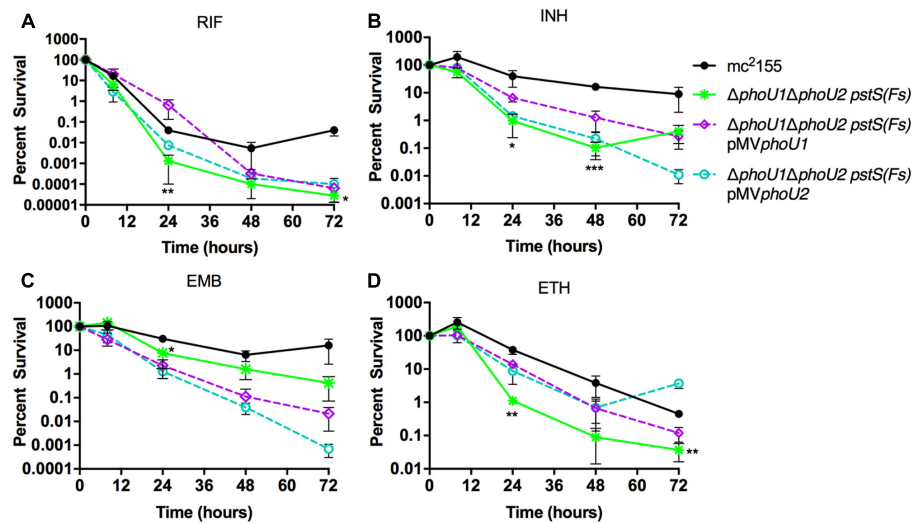 A
RIF
Percent Survival
1000
100
10
1
0.1
0.01
0.001
0.0001
0.00001
**
*
0 12 24 36 48 60 72
Time (hours)
B
INH
Percent Survival
1000
100
10
1
0.1
0.01
0.001
*
***
0 12 24 36 48 60 72
Time (hours)
mc²155
ΔphoU1ΔphoU2 pstS(Fs)
ΔphoU1ΔphoU2 pstS(Fs)
pMVphoU1
ΔphoU1ΔphoU2 pstS(Fs)
pMVphoU2
C
EMB
Percent Survival
1000
100
10
1
0.1
0.01
0.001
0.0001
*
0 12 24 36 48 60 72
Time (hours)
D
ETH
Percent Survival
1000
100
10
1
0.1
0.01
**
**
0 12 24 36 48 60 72
Time (hours)